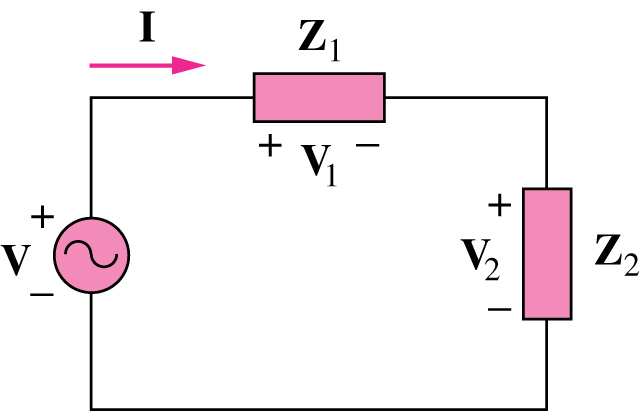 I
Z₁
+ V₁ −
+
V
−
+
V₂
−
Z₂